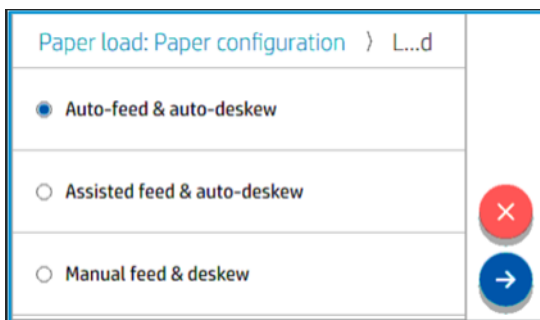 Paper load: Paper configuration 〉 L...d
Auto-feed & auto-deskew
Assisted feed & auto-deskew
Manual feed & deskew